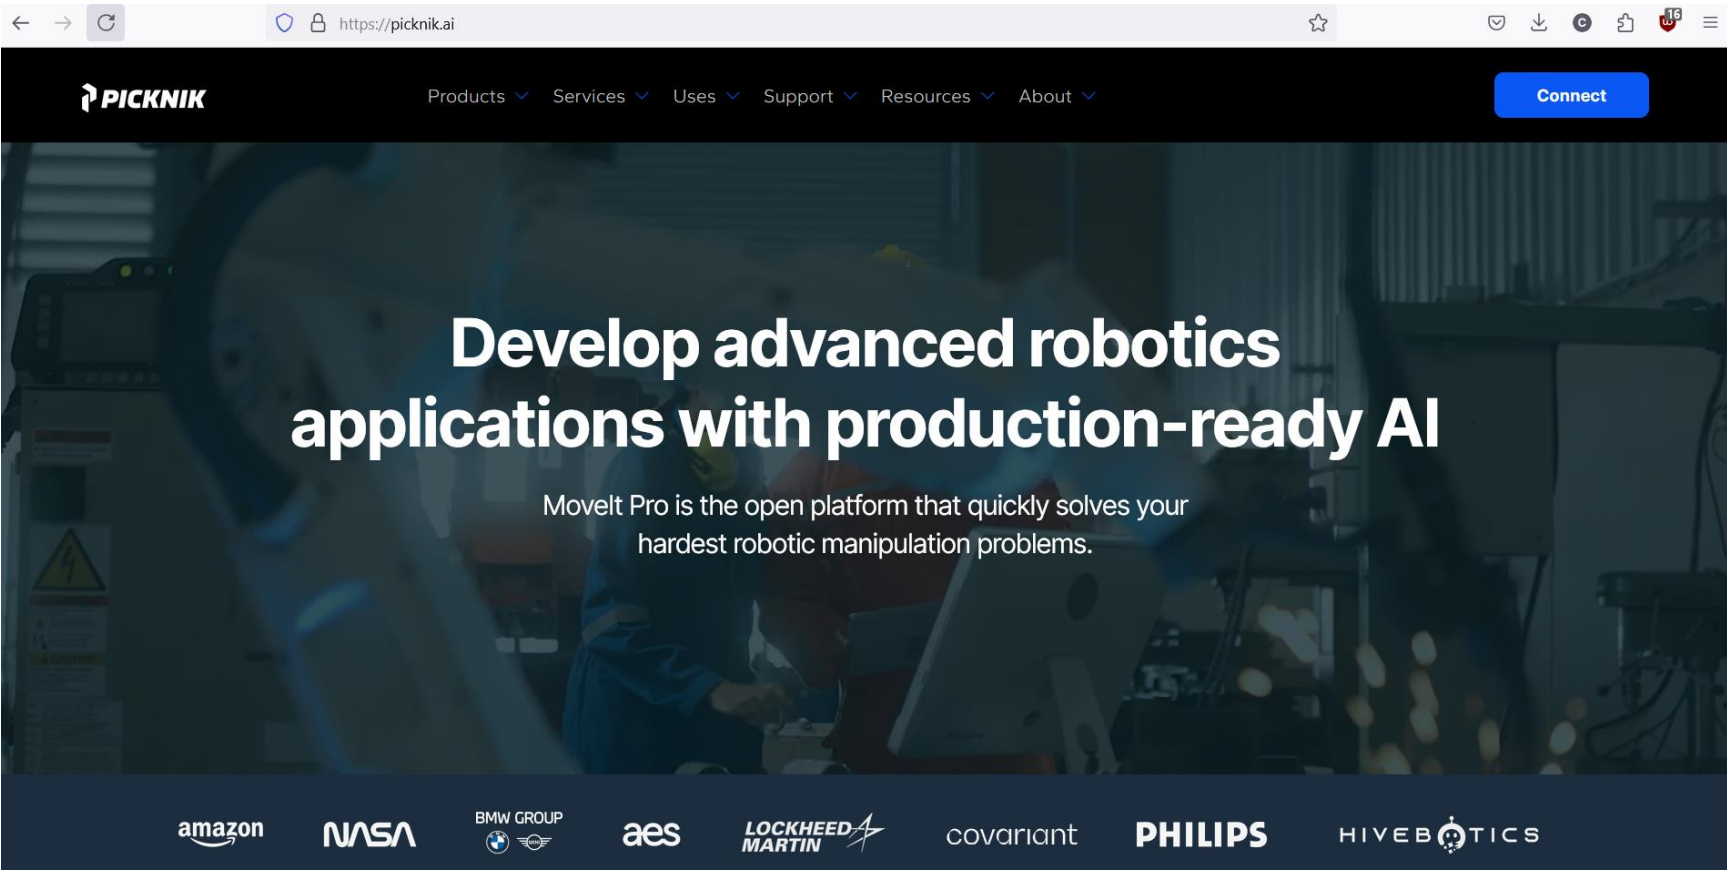 https://picknik.ai
C
16
PICKNIK
Products Services Uses Support Resources About
Connect
Develop advanced robotics
applications with production-ready AI
MoveIt Pro is the open platform that quickly solves your
hardest robotic manipulation problems.
amazon NASA BMW GROUP MINI aes LOCKHEED MARTIN covariant PHILIPS HIVEBOTICS